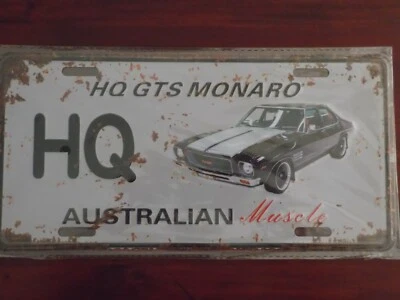 HQ GTS MONARO
HQ
AUSTRALIAN Muscle